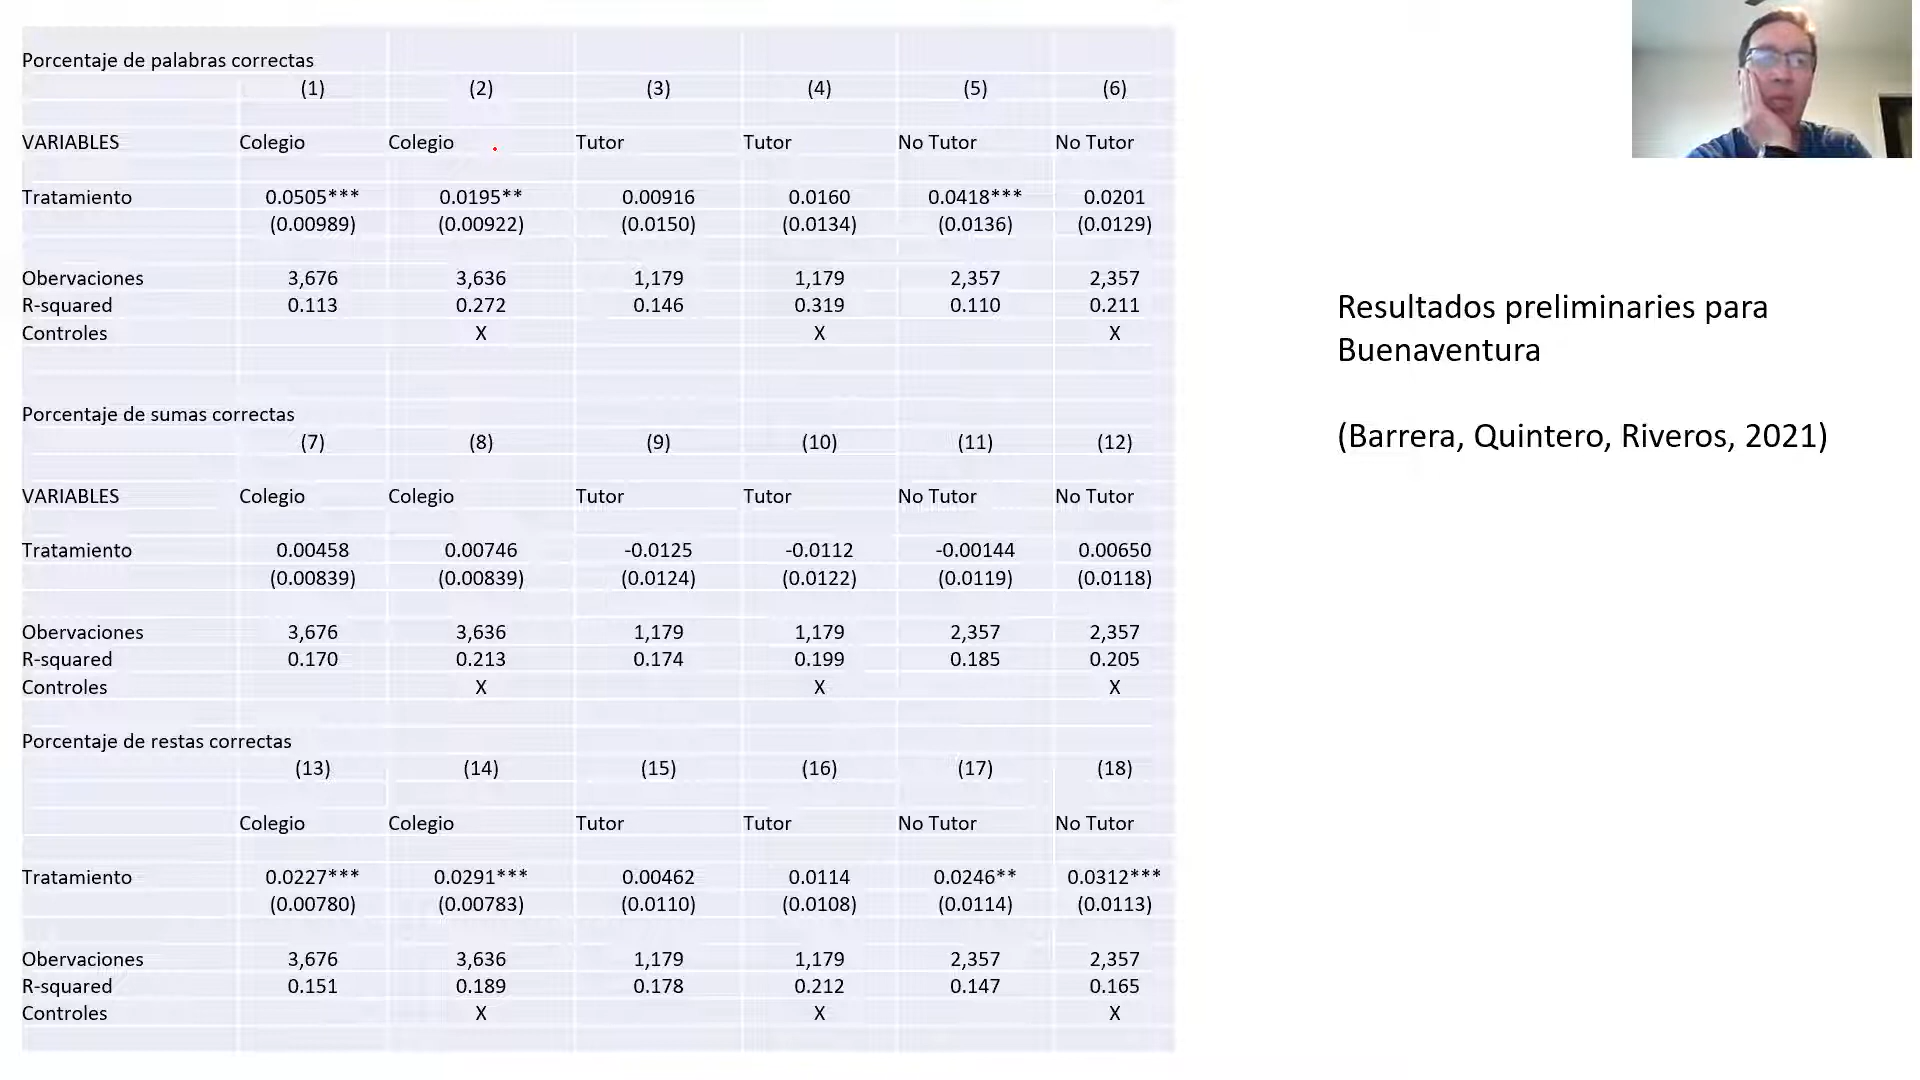 Porcentaje de palabras correctas
(1) (2) (3) (4) (5) (6)
VARIABLES Colegio Colegio Tutor Tutor No Tutor No Tutor
Tratamiento 0.0505*** 0.0195** 0.00916 0.0160 0.0418*** 0.0201
(0.00989) (0.00922) (0.0150) (0.0134) (0.0136) (0.0129)
Obervaciones 3,676 3,636 1,179 1,179 2,357 2,357
R-squared 0.113 0.272 0.146 0.319 0.110 0.211
Controles X X X
Porcentaje de sumas correctas
(7) (8) (9) (10) (11) (12)
VARIABLES Colegio Colegio Tutor Tutor No Tutor No Tutor
Tratamiento 0.00458 0.00746 -0.0125 -0.0112 -0.00144 0.00650
(0.00839) (0.00839) (0.0124) (0.0122) (0.0119) (0.0118)
Obervaciones 3,676 3,636 1,179 1,179 2,357 2,357
R-squared 0.170 0.213 0.174 0.199 0.185 0.205
Controles X X X
Porcentaje de restas correctas
(13) (14) (15) (16) (17) (18)
Colegio Colegio Tutor Tutor No Tutor No Tutor
Tratamiento 0.0227*** 0.0291*** 0.00462 0.0114 0.0246** 0.0312***
(0.00780) (0.00783) (0.0110) (0.0108) (0.0114) (0.0113)
Obervaciones 3,676 3,636 1,179 1,179 2,357 2,357
R-squared 0.151 0.189 0.178 0.212 0.147 0.165
Controles X X X
Resultados preliminaries para
Buenaventura
(Barrera, Quintero, Riveros, 2021)